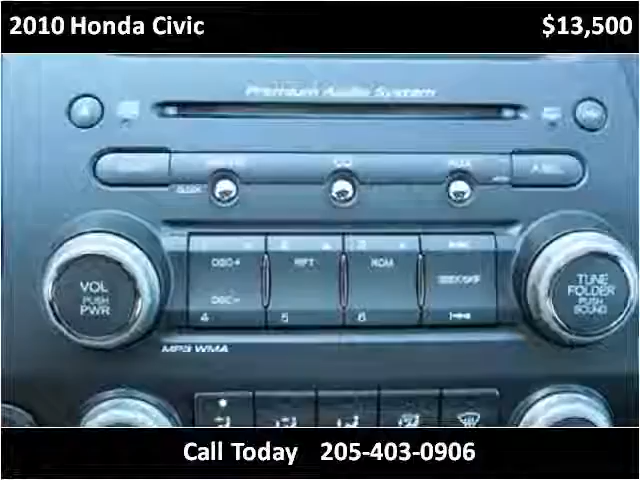 2010 Honda Civic $13,500
Premium Audio System
CD AUX
VOL
PUSH
PWR
DISC+ RPT RDM SEEK/SKIP
DISC-
4 5 6
TUNE
FOLDER
PUSH
SOUND
MP3 WMA
Call Today 205-403-0906